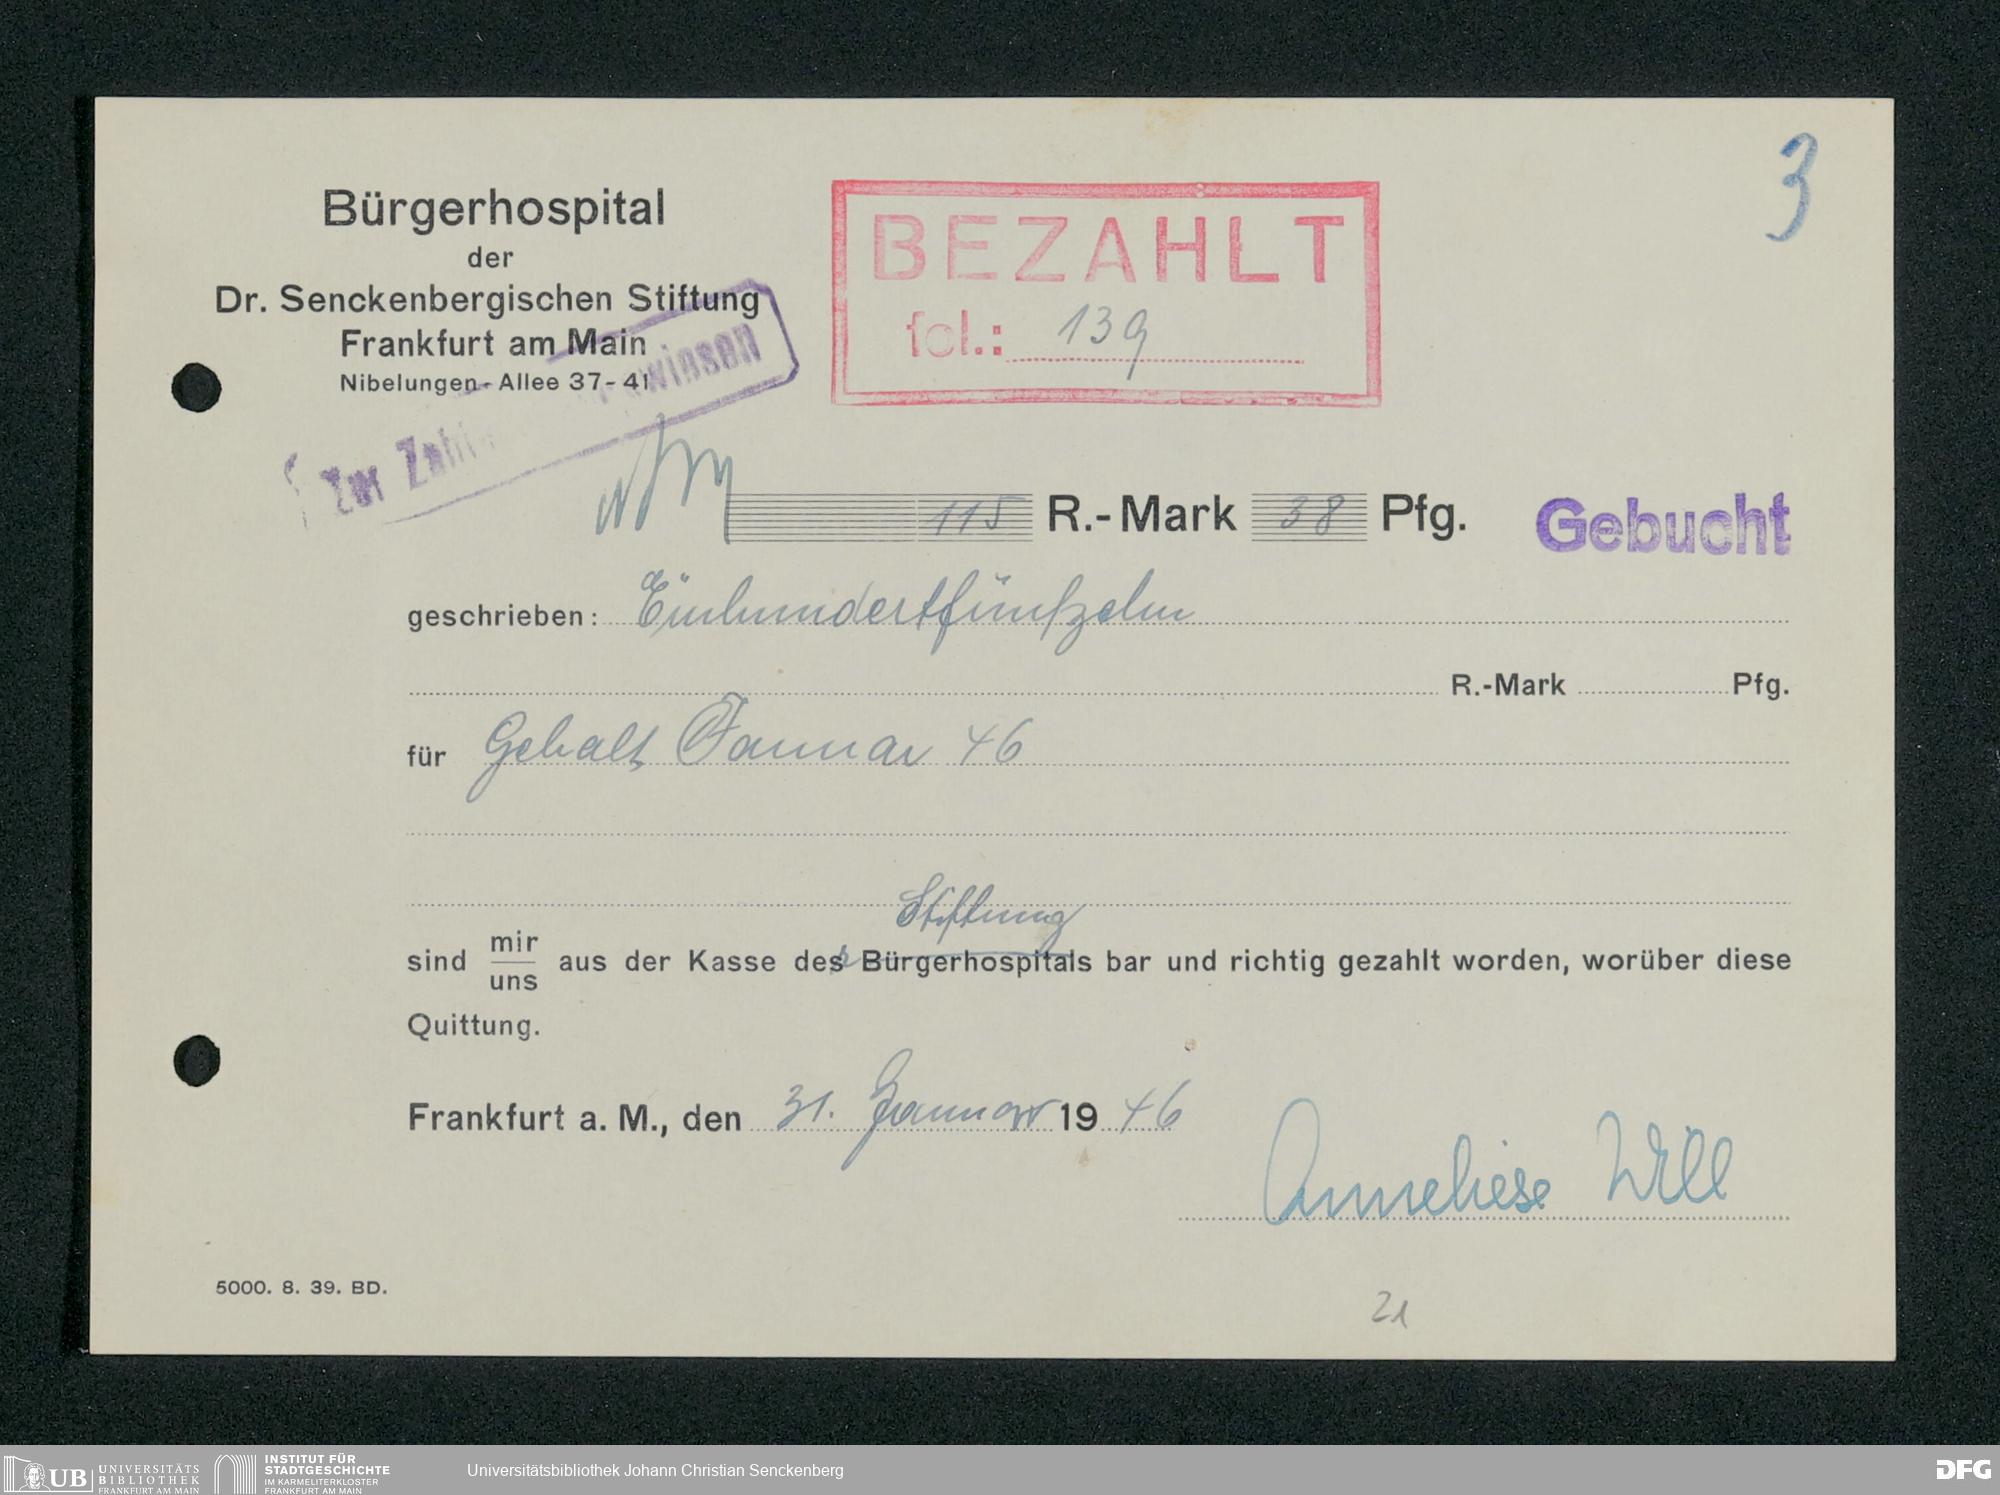 3
Bürgerhospital
der
Dr. Senckenbergischen Stiftung
Frankfurt am Main
Nibelungen-Allee 37-41
BEZAHLT
fol.: 139
Zur
115 R.-Mark 38 Pfg.
Gebucht
geschrieben: Einhundertfünfzehn
R.-Mark Pfg.
für Gehalt Januar 46
Stiftung
sind mir/uns aus der Kasse des Bürgerhospitals bar und richtig gezahlt worden, worüber diese
Quittung.
Frankfurt a. M., den 31. Januar 1946
Anneliese Will
5000. 8. 39. BD.
21
UB UNIVERSITÄTS
BIBLIOTHEK
FRANKFURT AM MAIN
INSTITUT FÜR
STADTGESCHICHTE
IM KARMELITERKLOSTER
FRANKFURT AM MAIN
Universitätsbibliothek Johann Christian Senckenberg
DFG